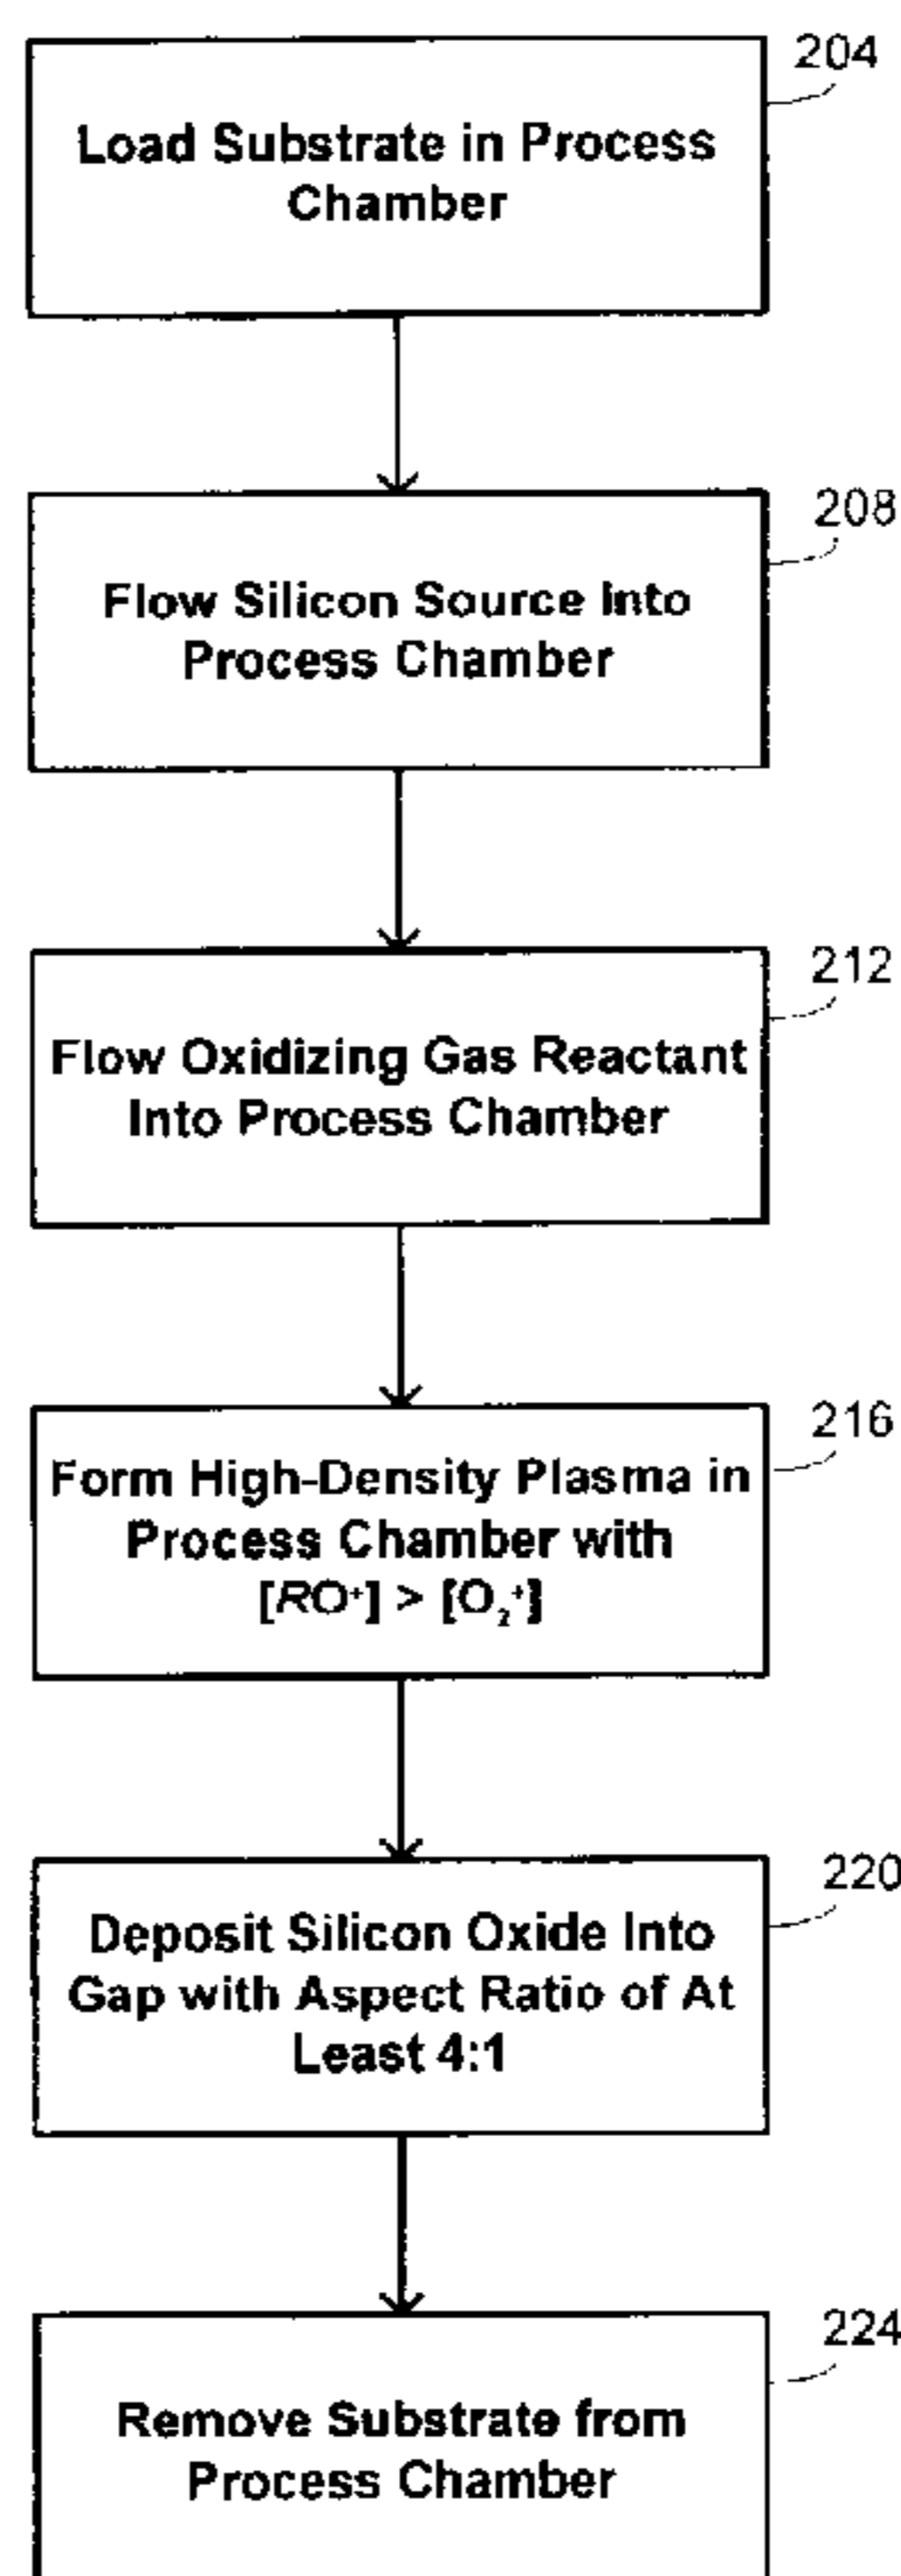 204
Load Substrate in Process
Chamber
208
Flow Silicon Source Into
Process Chamber
212
Flow Oxidizing Gas Reactant
Into Process Chamber
216
Form High-Density Plasma in
Process Chamber with
[RO⁺] > [O₂⁺]
220
Deposit Silicon Oxide Into
Gap with Aspect Ratio of At
Least 4:1
224
Remove Substrate from
Process Chamber